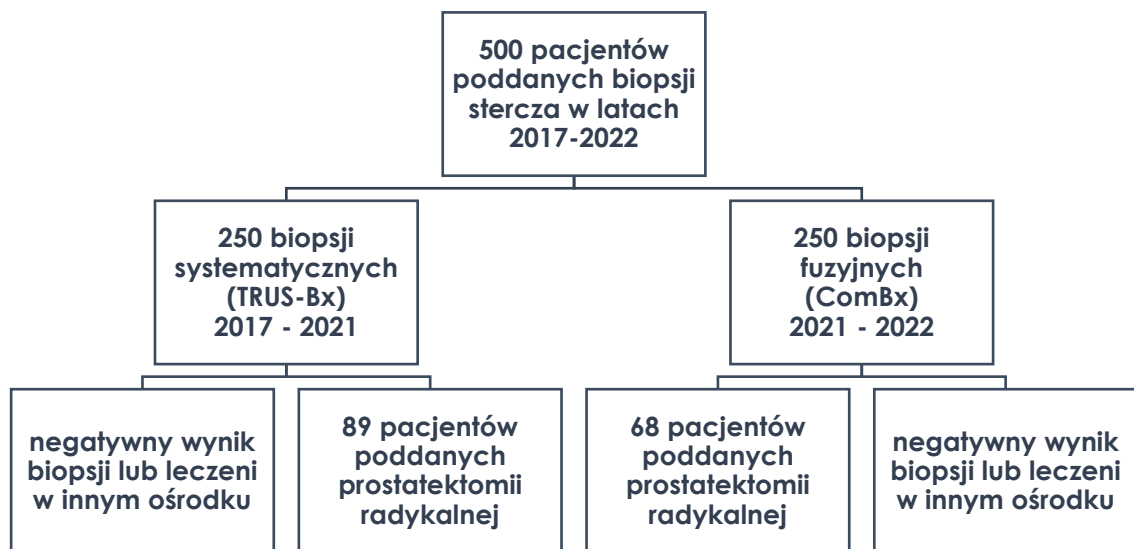 500 pacjentów
poddanych biopsji
stercza w latach
2017-2022
250 biopsji
systematycznych
(TRUS-Bx)
2017 - 2021
250 biopsji
fuzyjnych
(ComBx)
2021 - 2022
negatywny wynik
biopsji lub leczeni
w innym ośrodku
89 pacjentów
poddanych
prostatektomii
radykalnej
68 pacjentów
poddanych
prostatektomii
radykalnej
negatywny wynik
biopsji lub leczeni
w innym ośrodku